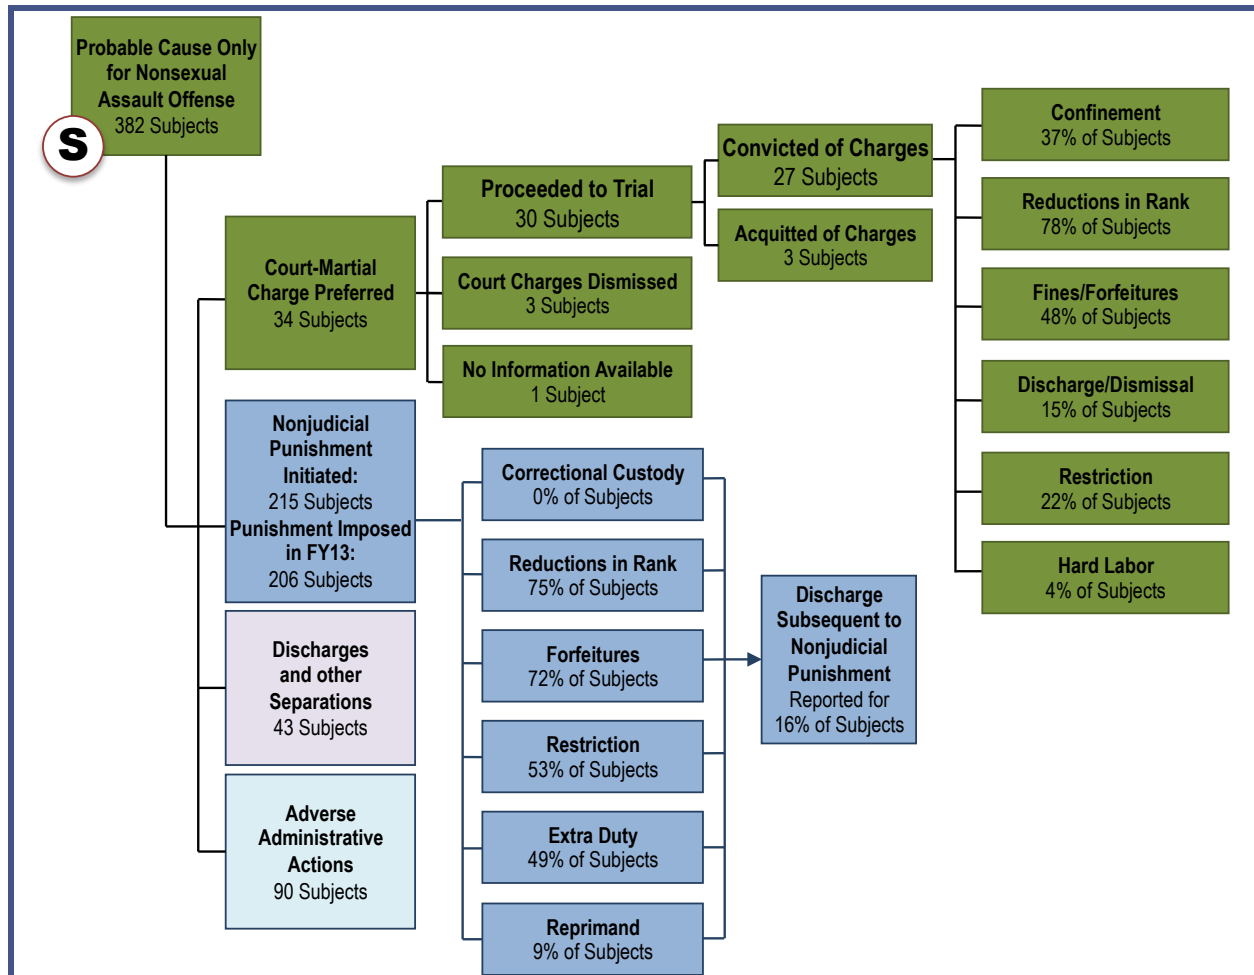 Probable Cause Only
for Nonsexual
Assault Offense
382 Subjects
S
Court-Martial
Charge Preferred
34 Subjects
Proceeded to Trial
30 Subjects
Court Charges Dismissed
3 Subjects
No Information Available
1 Subject
Convicted of Charges
27 Subjects
Acquitted of Charges
3 Subjects
Confinement
37% of Subjects
Reductions in Rank
78% of Subjects
Fines/Forfeitures
48% of Subjects
Discharge/Dismissal
15% of Subjects
Restriction
22% of Subjects
Hard Labor
4% of Subjects
Nonjudicial
Punishment
Initiated:
215 Subjects
Punishment Imposed
in FY13:
206 Subjects
Correctional Custody
0% of Subjects
Reductions in Rank
75% of Subjects
Forfeitures
72% of Subjects
Restriction
53% of Subjects
Extra Duty
49% of Subjects
Reprimand
9% of Subjects
Discharge
Subsequent to
Nonjudicial
Punishment
Reported for
16% of Subjects
Discharges
and other
Separations
43 Subjects
Adverse
Administrative
Actions
90 Subjects